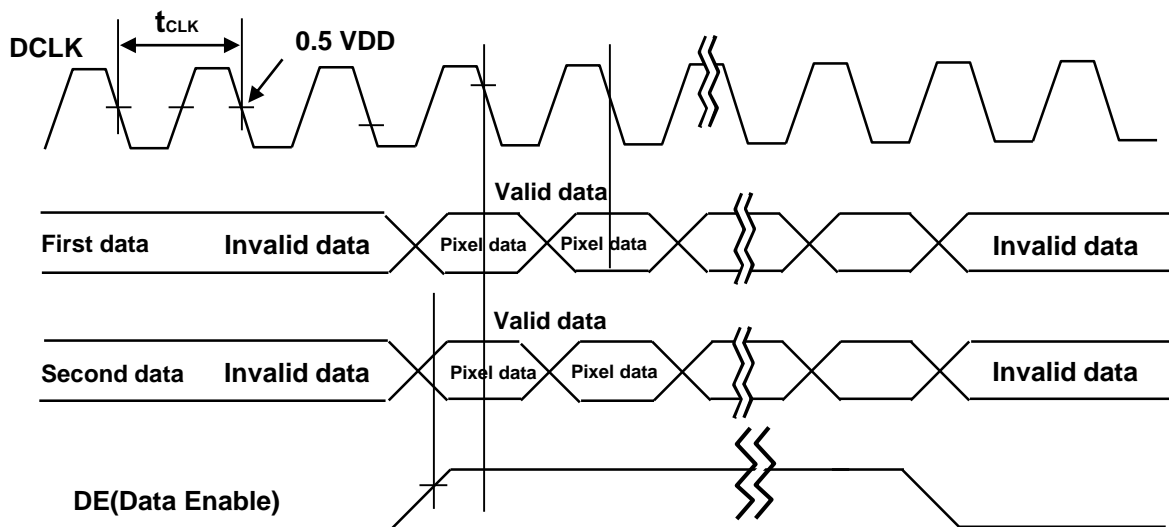 tCLK
DCLK
0.5 VDD
Valid data
First data
Invalid data
Pixel data
Pixel data
Invalid data
Valid data
Second data
Invalid data
Pixel data
Pixel data
Invalid data
DE(Data Enable)